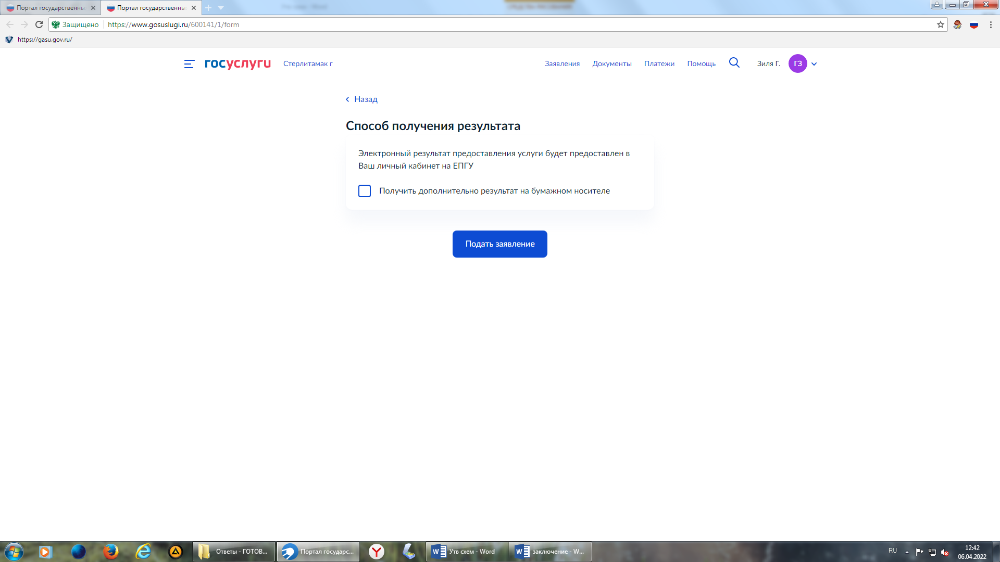 Портал государственны
Портал государственны
Защищено
https://www.gosuslugi.ru/600141/1/form
https://gasu.gov.ru/
госуслуги
Стерлитамак г
Заявления
Документы
Платежи
Помощь
Зиля Г.
ГЗ
Назад
Способ получения результата
Электронный результат предоставления услуги будет предоставлен в
Ваш личный кабинет на ЕПГУ
Получить дополнительно результат на бумажном носителе
Подать заявление
Ответы - ГОТОВ...
Портал государс...
Утв схем - Word
заключение - W...
RU
12:42
06.04.2022